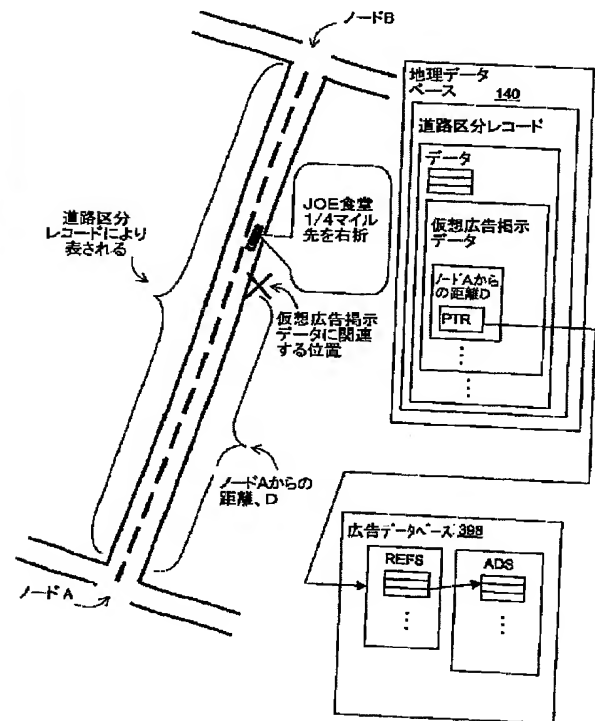 ノードB
地理データ
ベース 140
道路区分レコード
データ
仮想広告掲示
データ
ノードAから
の距離D
PTR
JOE食堂
1/4マイル
先を右折
道路区分
レコードにより
表される
仮想広告掲示
データに関連
する位置
ノードAからの
距離、D
ノードA
広告データベース 398
REFS
ADS